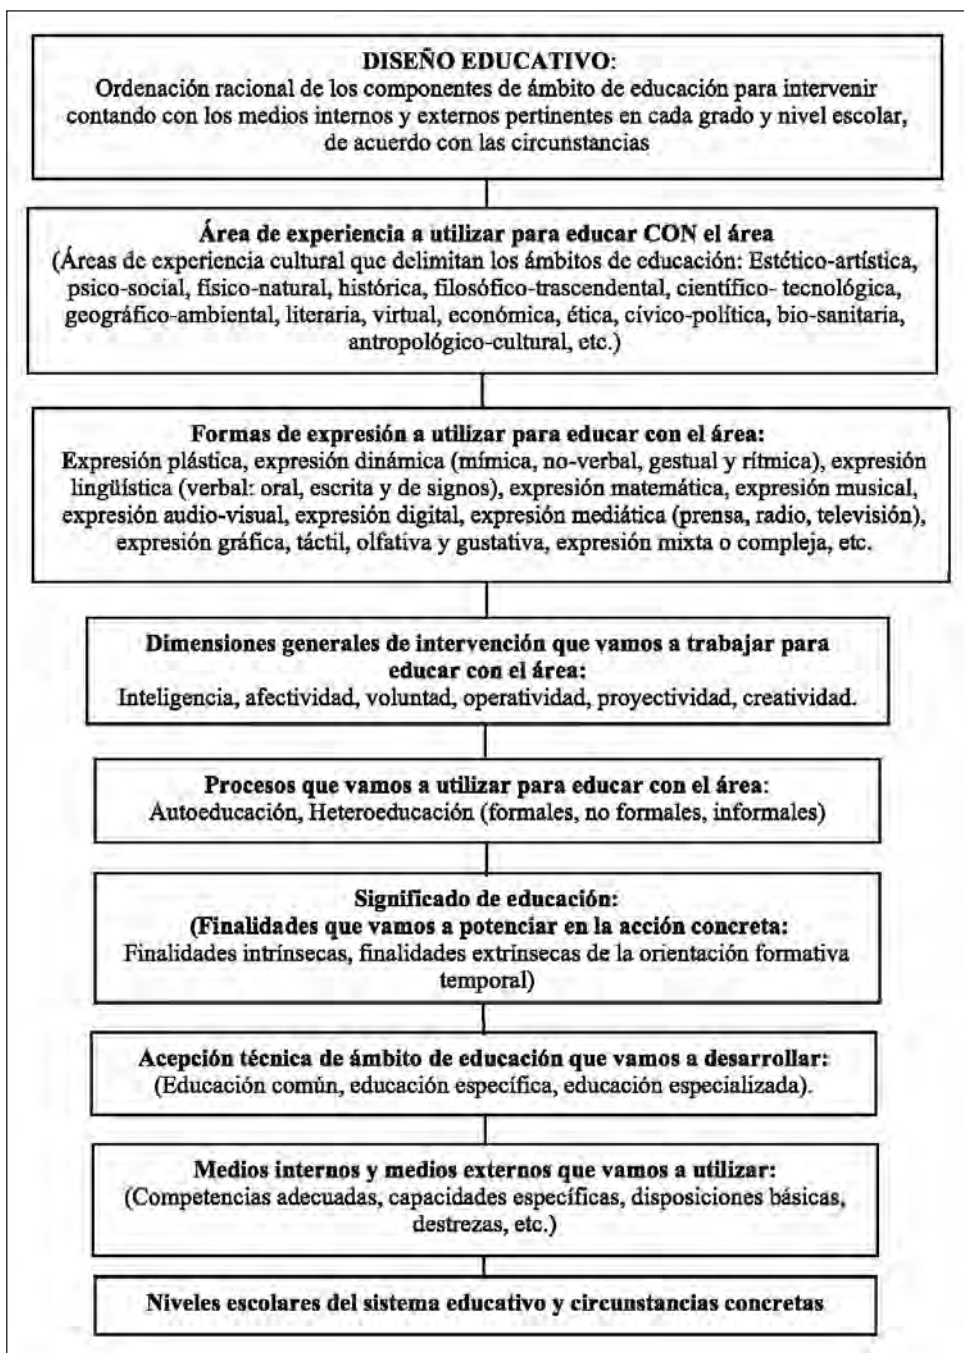 DISEÑO EDUCATIVO:
Ordenación racional de los componentes de ámbito de educación para intervenir
contando con los medios internos y externos pertinentes en cada grado y nivel escolar,
de acuerdo con las circunstancias
Área de experiencia a utilizar para educar CON el área
(Áreas de experiencia cultural que delimitan los ámbitos de educación: Estético-artística,
psico-social, físico-natural, histórica, filosófico-trascendental, científico- tecnológica,
geográfico-ambiental, literaria, virtual, económica, ética, cívico-política, bio-sanitaria,
antropológico-cultural, etc.)
Formas de expresión a utilizar para educar con el área:
Expresión plástica, expresión dinámica (mímica, no-verbal, gestual y rítmica), expresión
lingüística (verbal: oral, escrita y de signos), expresión matemática, expresión musical,
expresión audio-visual, expresión digital, expresión mediática (prensa, radio, televisión),
expresión gráfica, táctil, olfativa y gustativa, expresión mixta o compleja, etc.
Dimensiones generales de intervención que vamos a trabajar para
educar con el área:
Inteligencia, afectividad, voluntad, operatividad, proyectividad, creatividad.
Procesos que vamos a utilizar para educar con el área:
Autoeducación, Heteroeducación (formales, no formales, informales)
Significado de educación:
(Finalidades que vamos a potenciar en la acción concreta:
Finalidades intrínsecas, finalidades extrínsecas de la orientación formativa
temporal)
Acepción técnica de ámbito de educación que vamos a desarrollar:
(Educación común, educación específica, educación especializada).
Medios internos y medios externos que vamos a utilizar:
(Competencias adecuadas, capacidades específicas, disposiciones básicas,
destrezas, etc.)
Niveles escolares del sistema educativo y circunstancias concretas